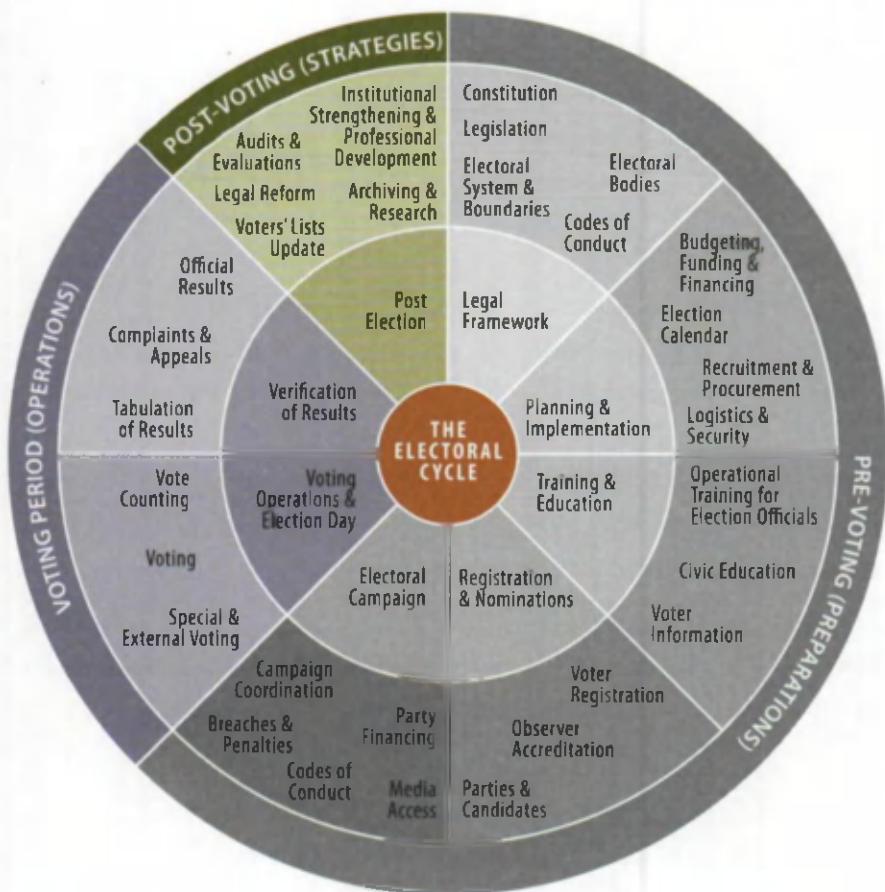 POST-VOTING (STRATEGIES)
Institutional
Strengthening &
Professional
Development
Audits &
Evaluations
Legal Reform
Archiving &
Research
Voters' Lists
Update
Post
Election
Constitution
Legislation
Electoral
System &
Boundaries
Electoral
Bodies
Codes of
Conduct
Legal
Framework
PRE-VOTING (PREPARATIONS)
Budgeting,
Funding &
Financing
Election
Calendar
Recruitment &
Procurement
Logistics &
Security
Planning &
Implementation
Training &
Education
Operational
Training for
Election Officials
Civic Education
Voter
Information
Registration
& Nominations
Voter
Registration
Observer
Accreditation
Parties &
Candidates
Electoral
Campaign
Campaign
Coordination
Party
Financing
Breaches &
Penalties
Codes of
Conduct
Media
Access
VOTING PERIOD (OPERATIONS)
Voting
Operations &
Election Day
Vote
Counting
Voting
Special &
External Voting
Verification
of Results
Official
Results
Complaints &
Appeals
Tabulation
of Results
THE
ELECTORAL
CYCLE